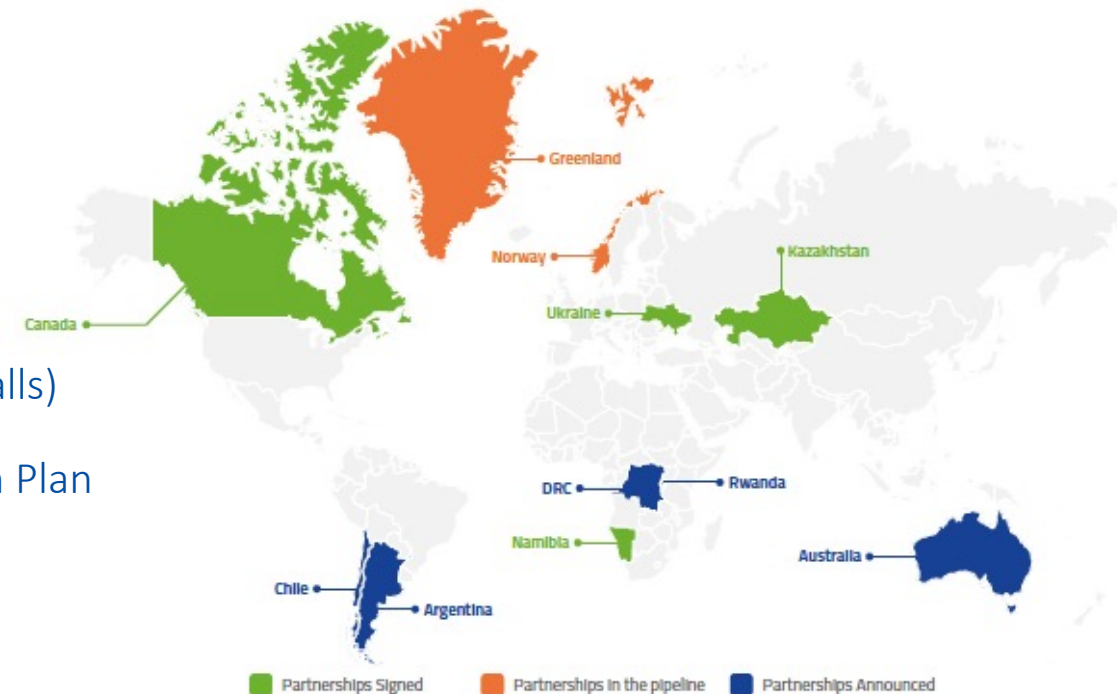 Greenland
Norway
Kazakhstan
Ukraine
Canada
alls)
Plan
DRC
Rwanda
Namibia
Australia
Chile
Argentina
Partnerships Signed
Partnerships in the pipeline
Partnerships Announced